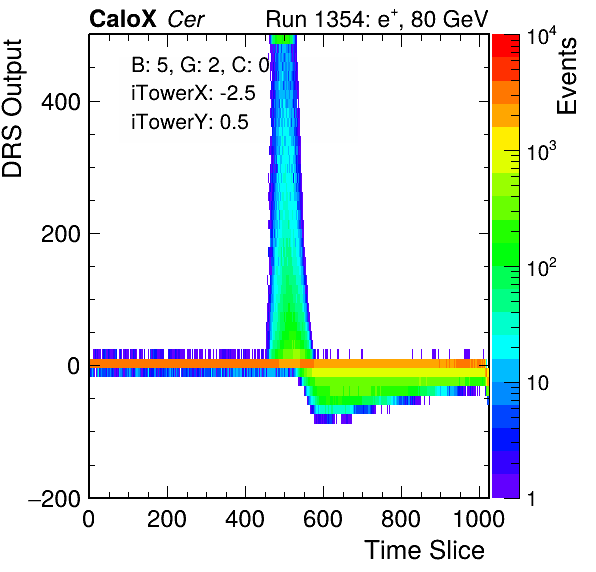 CaloX Cer Run 1354: e⁺, 80 GeV
B: 5, G: 2, C: 0
iTowerX: -2.5
iTowerY: 0.5
DRS Output
400
200
0
−200
0 200 400 600 800 1000
Time Slice
Events
10⁴
10³
10²
10
1